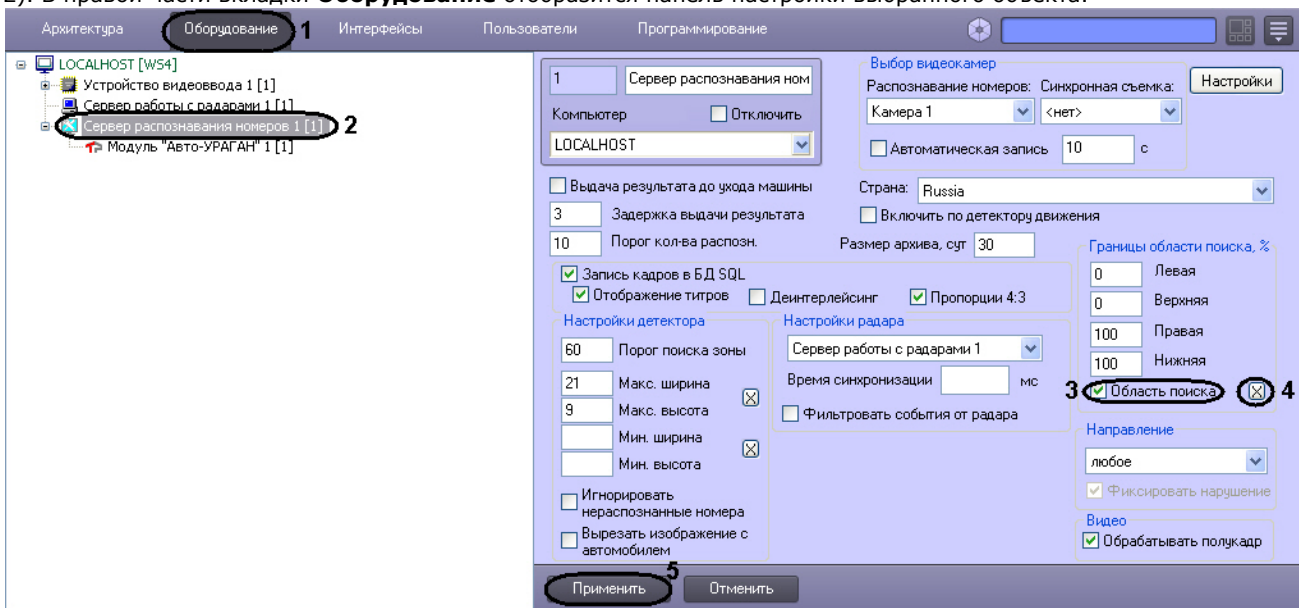 2). В правой части вкладки Оборудование отобразится панель настройки выбранного объекта.
Архитектура Оборудование 1 Интерфейсы Пользователи Программирование
LOCALHOST [WS4]
Устройство видеоввода 1 [1]
Сервер работы с радарами 1 [1]
Сервер распознавания номеров 1 [1] 2
Модуль "Авто-УРАГАН" 1 [1]
1 Сервер распознавания ном
Компьютер Отключить
LOCALHOST
Выбор видеокамер
Распознавание номеров: Синхронная съемка: Настройки
Камера 1 <нет>
Автоматическая запись 10 с
Выдача результата до ухода машины
Страна: Russia
3 Задержка выдачи результата
Включить по детектору движения
10 Порог кол-ва распозн.
Размер архива, сут 30
Запись кадров в БД SQL
Отображение титров Деинтерлейсинг Пропорции 4:3
Границы области поиска, %
0 Левая
0 Верхняя
100 Правая
100 Нижняя
3 Область поиска 4
Настройки детектора
60 Порог поиска зоны
21 Макс. ширина
9 Макс. высота
Мин. ширина
Мин. высота
Игнорировать
нераспознанные номера
Вырезать изображение с
автомобилем
Настройки радара
Сервер работы с радарами 1
Время синхронизации мс
Фильтровать события от радара
Направление
любое
Фиксировать нарушение
Видео
Обрабатывать полукадр
Применить 5 Отменить